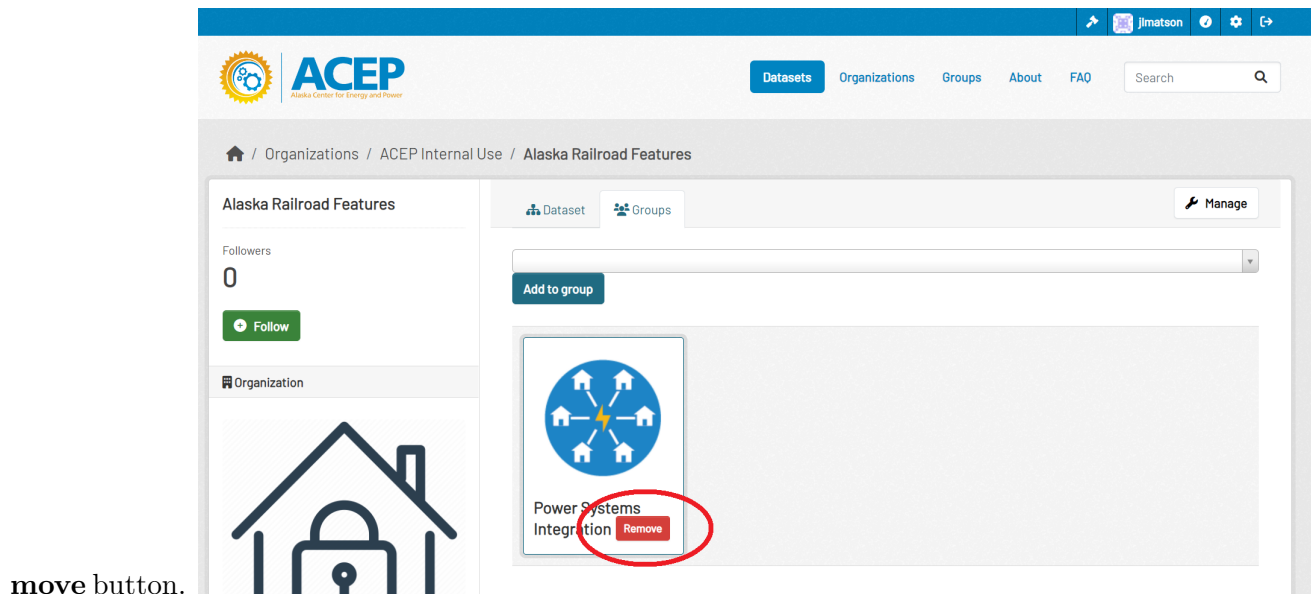 jlmatson
ACEP
Alaska Center for Energy and Power
Datasets Organizations Groups About FAQ Search
/ Organizations / ACEP Internal Use / Alaska Railroad Features
Alaska Railroad Features
Dataset Groups Manage
Followers
0
Add to group
Follow
Organization
Power Systems
Integration Remove
move button.